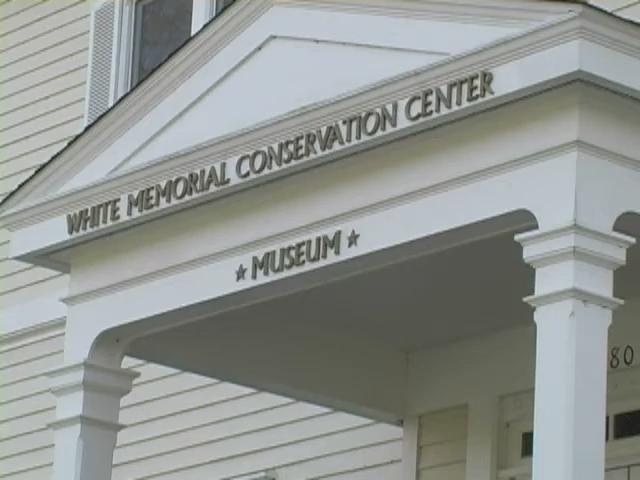 WHITE MEMORIAL CONSERVATION CENTER
★ MUSEUM ★
80